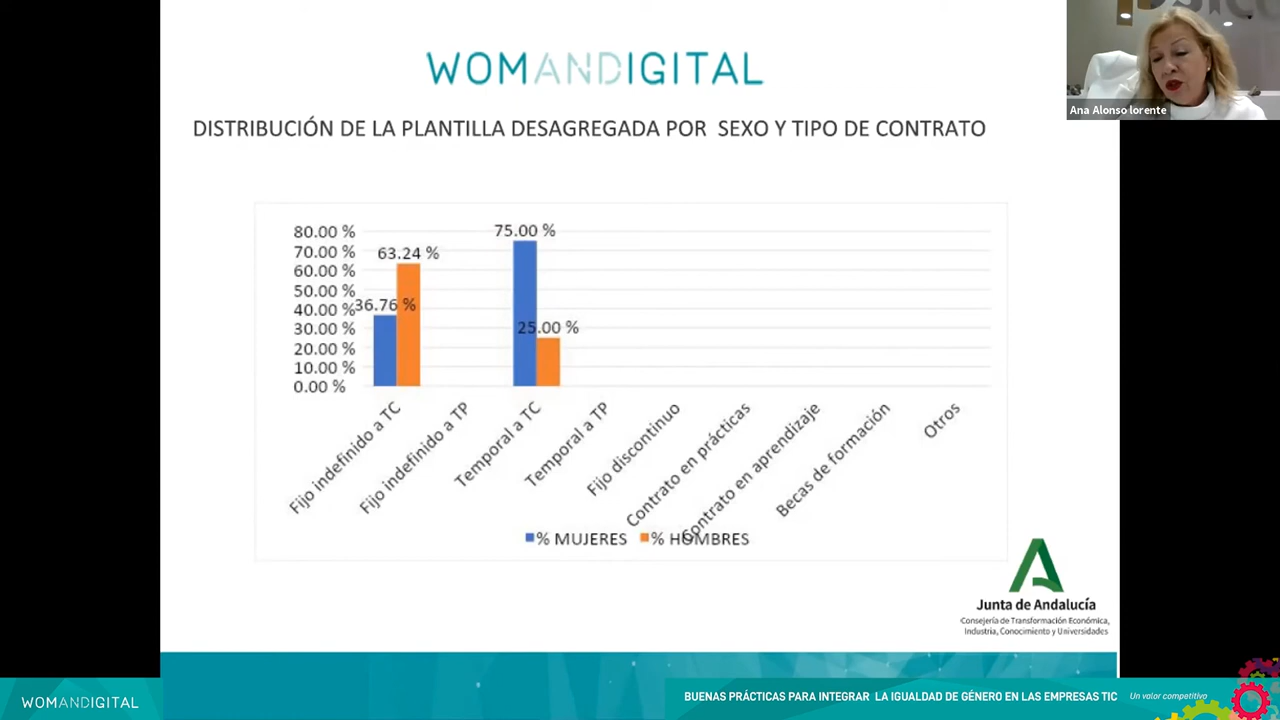 WOMANDIGITAL
DISTRIBUCIÓN DE LA PLANTILLA DESAGREGADA POR SEXO Y TIPO DE CONTRATO
Ana Alonso lorente
80.00 %
70.00 %
60.00 %
50.00 %
40.00 %
30.00 %
20.00 %
10.00 %
0.00 %
36.76 %
63.24 %
75.00 %
25.00 %
Fijo indefinido a TC
Fijo indefinido a TP
Temporal a TC
Temporal a TP
Fijo discontinuo
Contrato en prácticas
Contrato en aprendizaje
Becas de formación
Otros
% MUJERES
% HOMBRES
Junta de Andalucía
Consejería de Transformación Económica,
Industria, Conocimiento y Universidades
WOMANDIGITAL
BUENAS PRÁCTICAS PARA INTEGRAR LA IGUALDAD DE GÉNERO EN LAS EMPRESAS TIC
Un valor competitivo